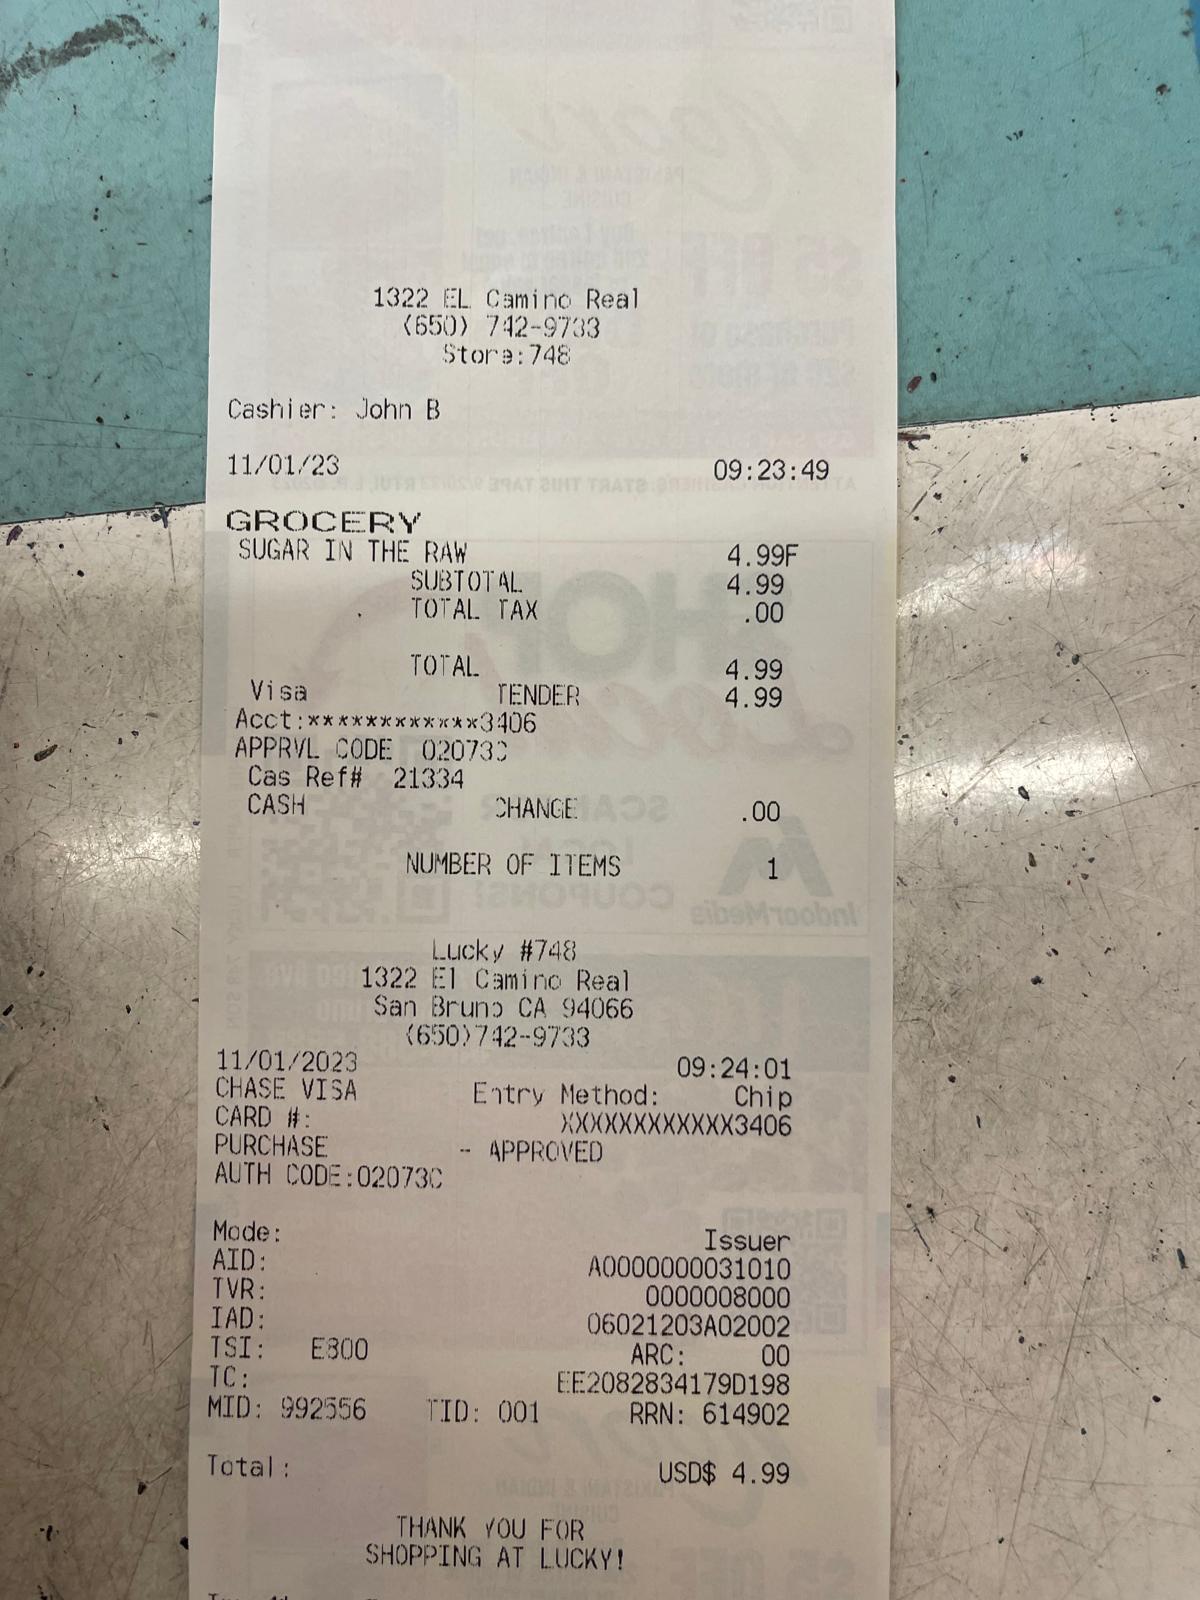 1322 EL Camino Real
(650) 742-9733
Store:748
Cashier: John B
11/01/23 09:23:49
GROCERY
SUGAR IN THE RAW 4.99F
SUBTOTAL 4.99
TOTAL TAX .00
TOTAL 4.99
Visa TENDER 4.99
Acct:************3406
APPRVL CODE 02073C
Cas Ref# 21334
CASH CHANGE .00
NUMBER OF ITEMS 1
Lucky #748
1322 El Camino Real
San Bruno CA 94066
(650)742-9733
11/01/2023 09:24:01
CHASE VISA Entry Method: Chip
CARD #: XXXXXXXXXXXX3406
PURCHASE - APPROVED
AUTH CODE:02073C
Mode: Issuer
AID: A0000000031010
TVR: 0000008000
IAD: 06021203A02002
TSI: E800 ARC: 00
TC: EE2082834179D198
MID: 992556 TID: 001 RRN: 614902
Total: USD$ 4.99
THANK YOU FOR
SHOPPING AT LUCKY!